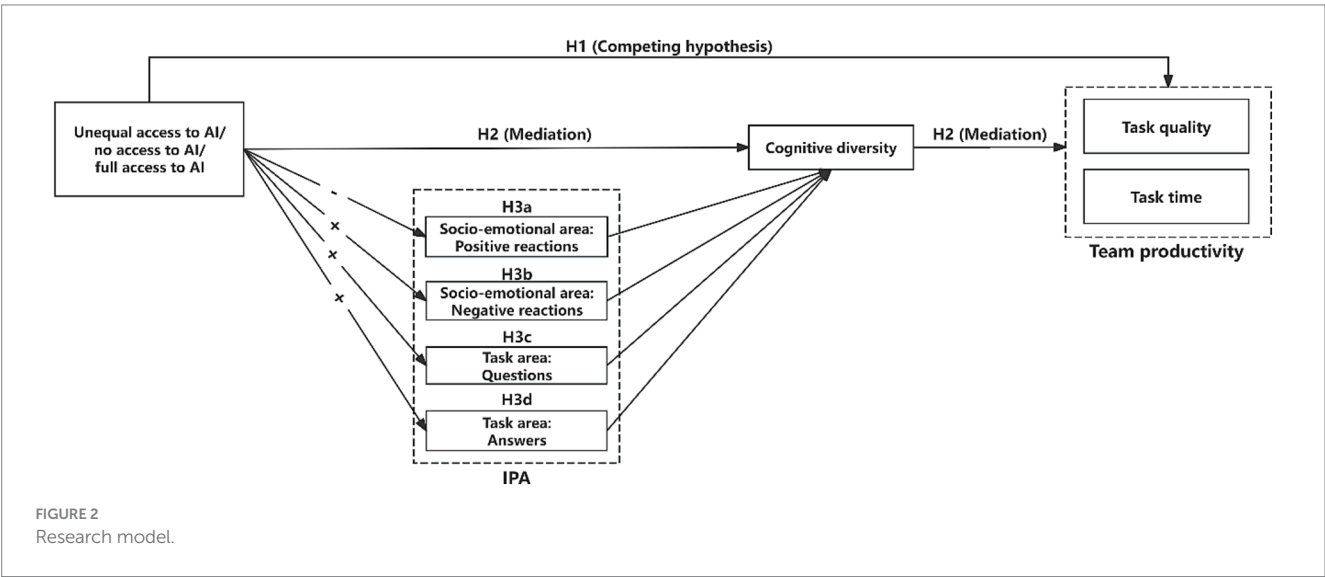 H1 (Competing hypothesis)
Unequal access to AI/
no access to AI/
full access to AI
H2 (Mediation)
Cognitive diversity
H2 (Mediation)
Task quality
Task time
Team productivity
-
+
+
+
H3a
Socio-emotional area:
Positive reactions
H3b
Socio-emotional area:
Negative reactions
H3c
Task area:
Questions
H3d
Task area:
Answers
IPA
FIGURE 2
Research model.